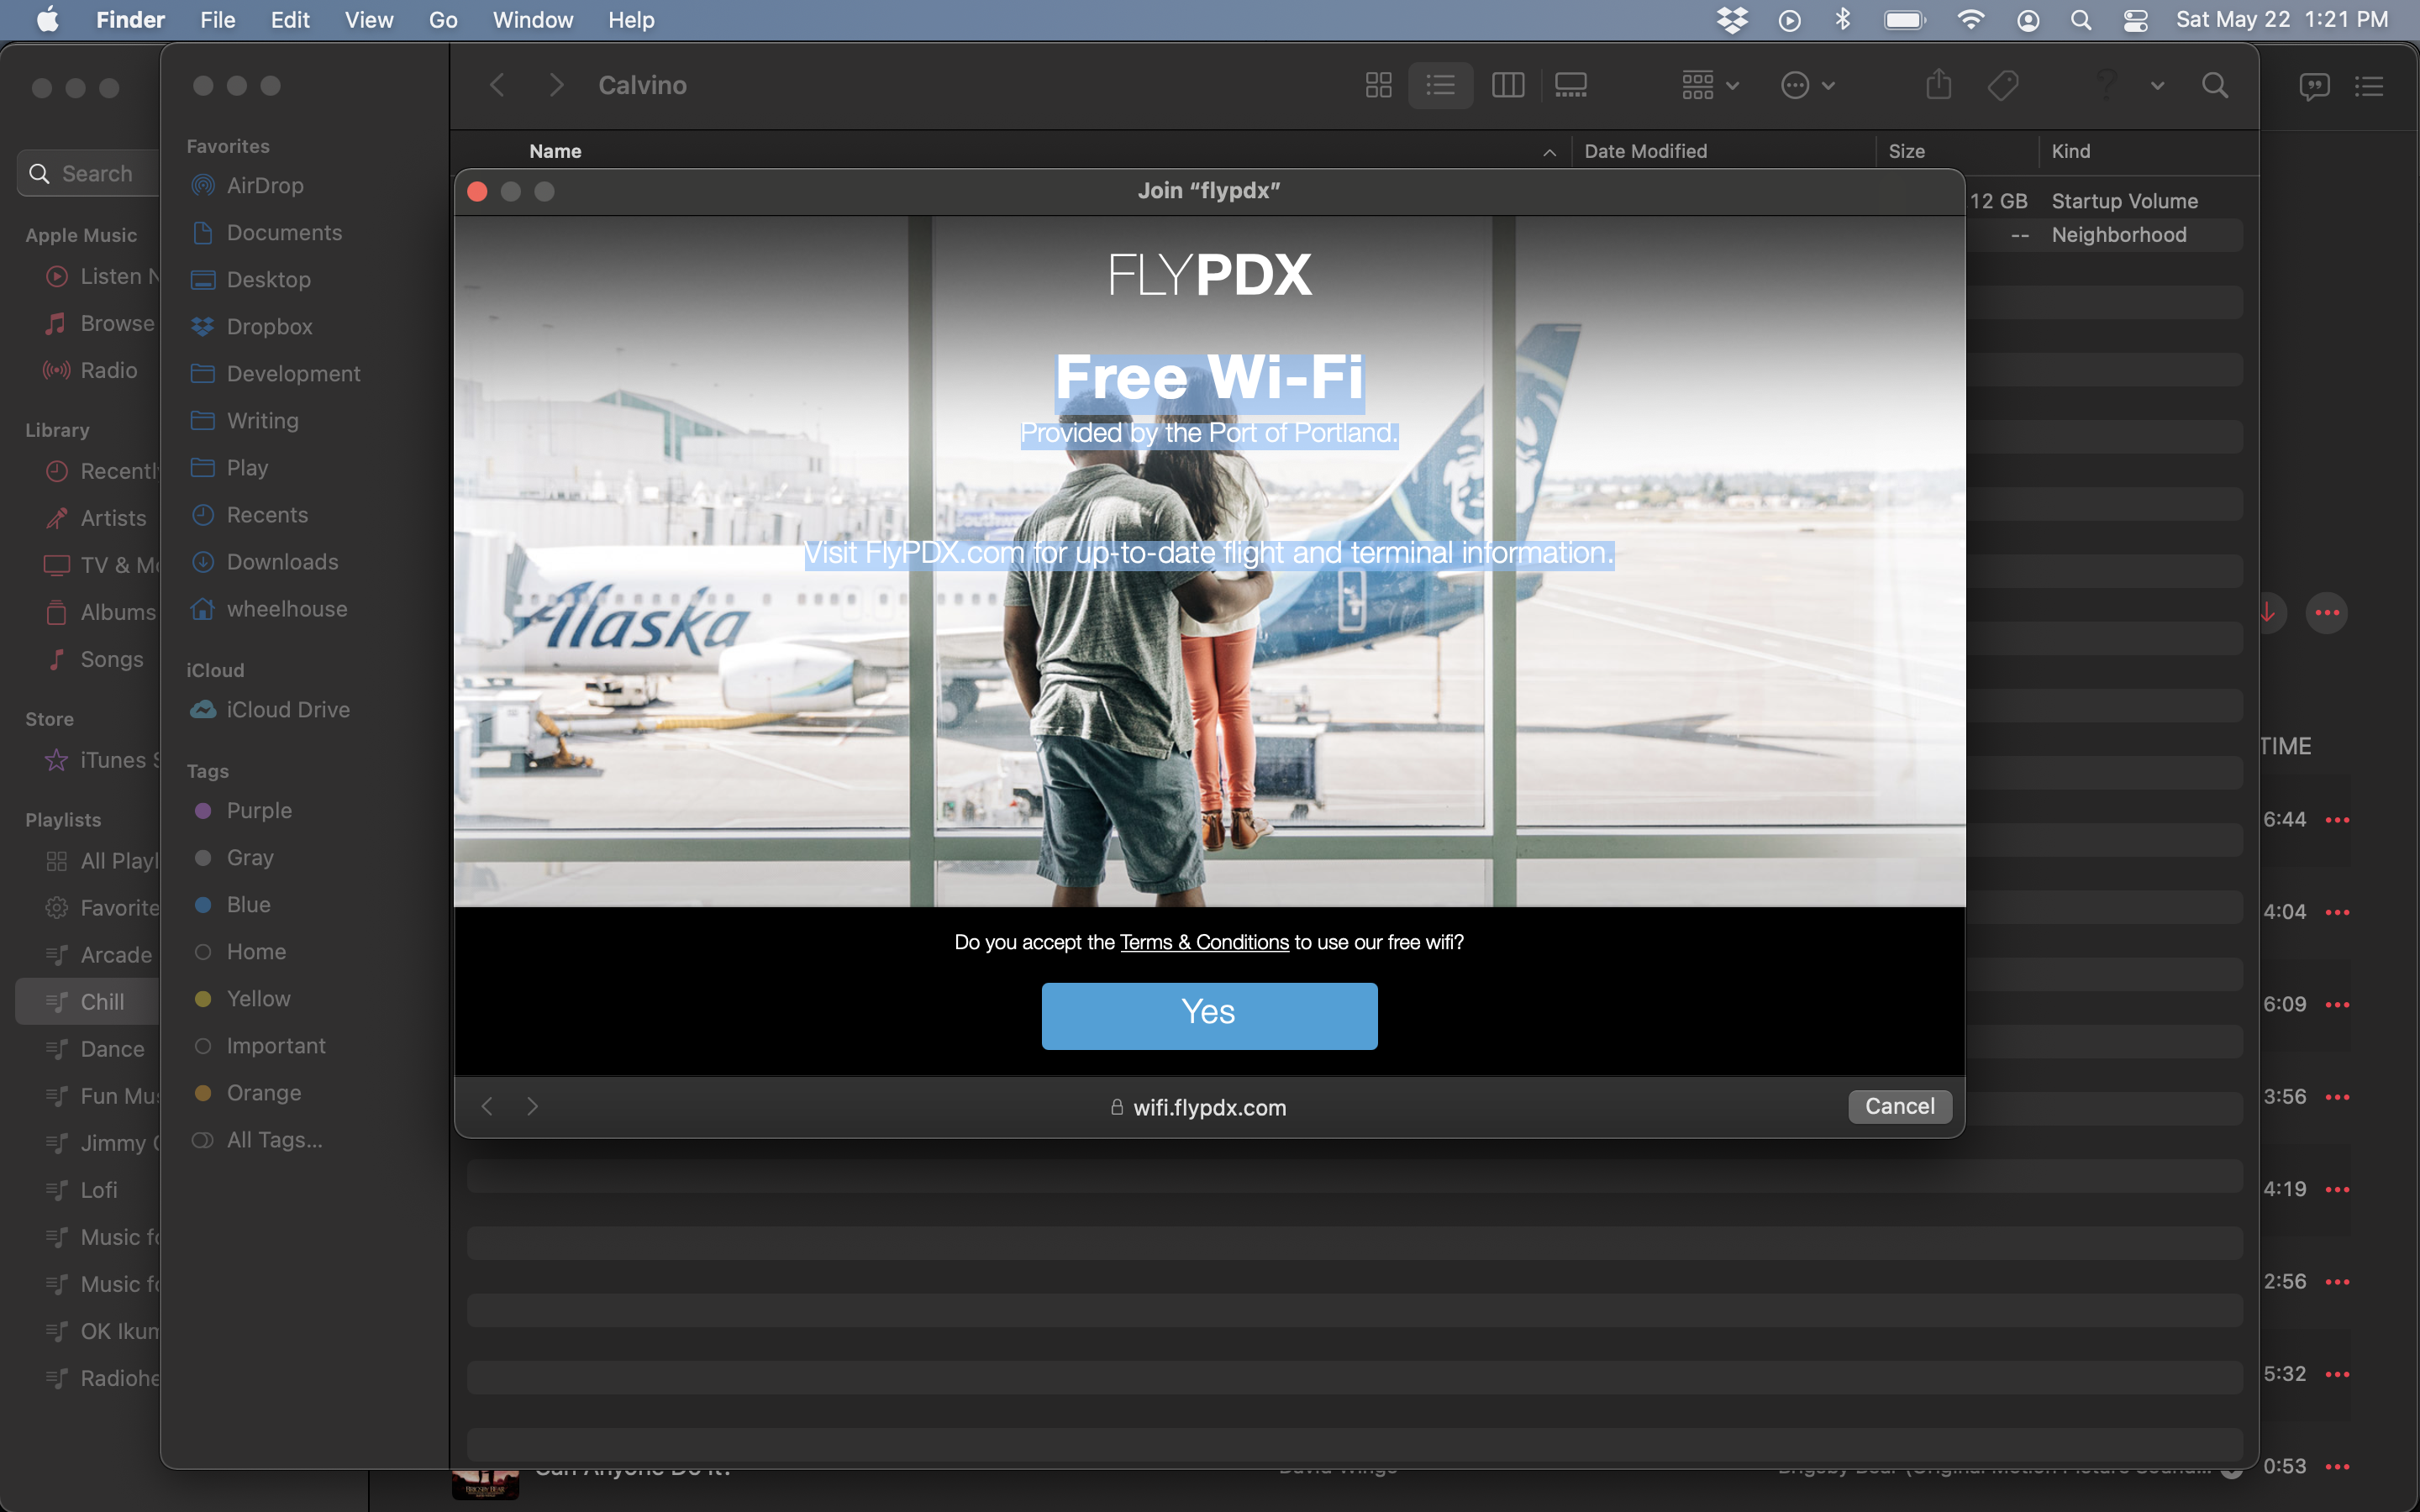 Finder File Edit View Go Window Help Sat May 22 1:21 PM
Search
Apple Music
Listen N
Browse
Radio
Library
Recently
Artists
TV & Mo
Albums
Songs
Store
iTunes S
Playlists
All Playl
Favorite
Arcade
Chill
Dance
Fun Mus
Jimmy
Lofi
Music fo
Music fo
OK Ikum
Radiohe
Favorites
AirDrop
Documents
Desktop
Dropbox
Development
Writing
Play
Recents
Downloads
wheelhouse
iCloud
iCloud Drive
Tags
Purple
Gray
Blue
Home
Yellow
Important
Orange
All Tags...
Calvino
Name Date Modified Size Kind
12 GB Startup Volume
-- Neighborhood
Join “flypdx”
FLYPDX
Free Wi-Fi
Provided by the Port of Portland.
Visit FlyPDX.com for up-to-date flight and terminal information.
Alaska
Do you accept the Terms & Conditions to use our free wifi?
Yes
wifi.flypdx.com
Cancel
TIME
6:44
4:04
6:09
3:56
4:19
2:56
5:32
0:53